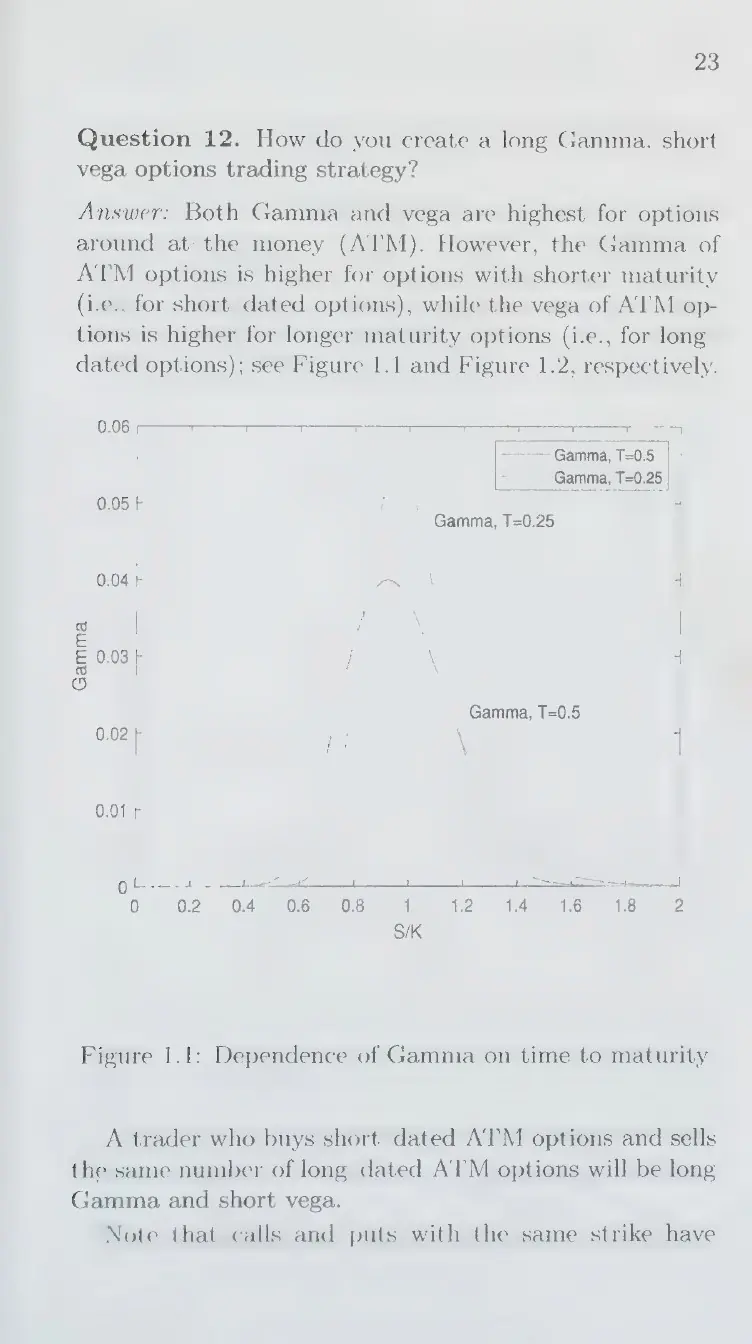 23
Question 12. How do you create a long Gamma, short
vega options trading strategy?
Answer: Both Gamma and vega are highest for options
around at the money (ATM). However, the Gamma of
ATM options is higher for options with shorter maturity
(i.e., for short dated options), while the vega of ATM op-
tions is higher for longer maturity options (i.e., for long
dated options); see Figure 1.1 and Figure 1.2, respectively.
0.06
Gamma, T=0.5
Gamma, T=0.25
0.05
Gamma, T=0.25
0.04
Gamma
0.03
Gamma, T=0.5
0.02
0.01
0
0 0.2 0.4 0.6 0.8 1 1.2 1.4 1.6 1.8 2
S/K
Figure 1.1: Dependence of Gamma on time to maturity
A trader who buys short dated ATM options and sells
the same number of long dated ATM options will be long
Gamma and short vega.
Note that calls and puts with the same strike have